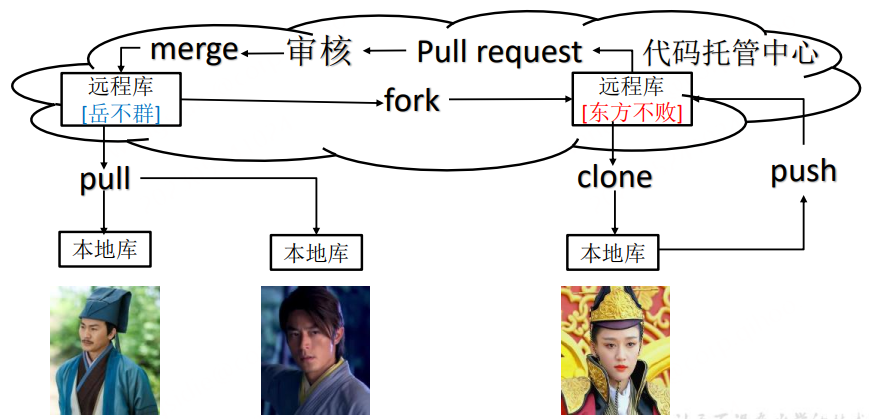 merge
审核
Pull request
代码托管中心
远程库
[岳不群]
fork
远程库
[东方不败]
pull
clone
push
本地库
本地库
本地库